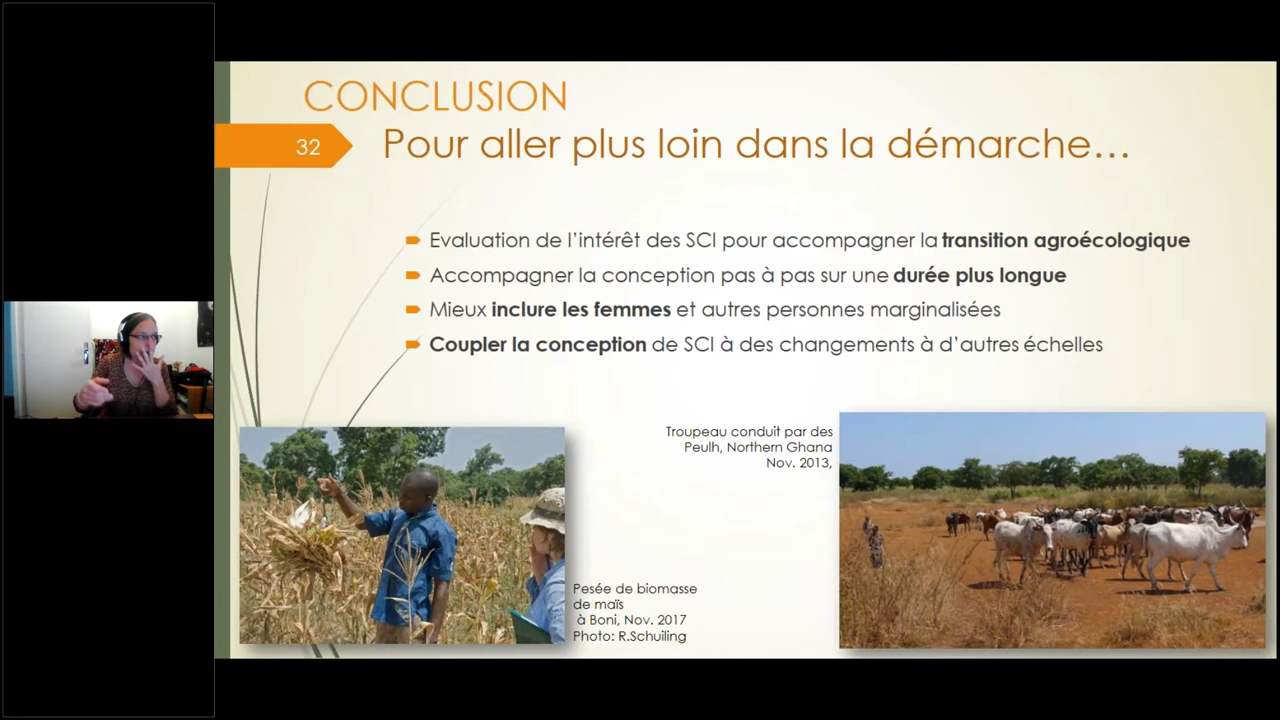 CONCLUSION
32
Pour aller plus loin dans la démarche…
Evaluation de l'intérêt des SCI pour accompagner la transition agroécologique
Accompagner la conception pas à pas sur une durée plus longue
Mieux inclure les femmes et autres personnes marginalisées
Coupler la conception de SCI à des changements à d'autres échelles
Troupeau conduit par des
Peulh, Northern Ghana
Nov. 2013,
Pesée de biomasse
de maïs
à Boni, Nov. 2017
Photo: R.Schuiling